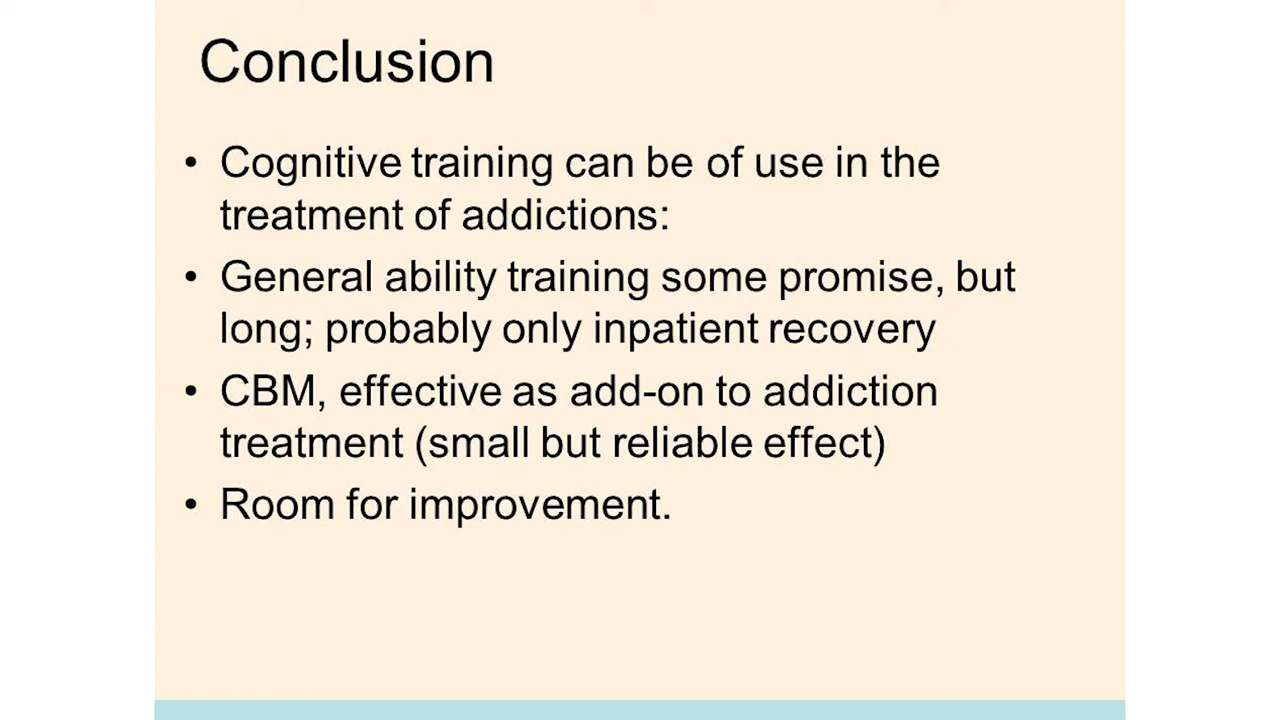 Conclusion
• Cognitive training can be of use in the
treatment of addictions:
• General ability training some promise, but
long; probably only inpatient recovery
• CBM, effective as add-on to addiction
treatment (small but reliable effect)
• Room for improvement.